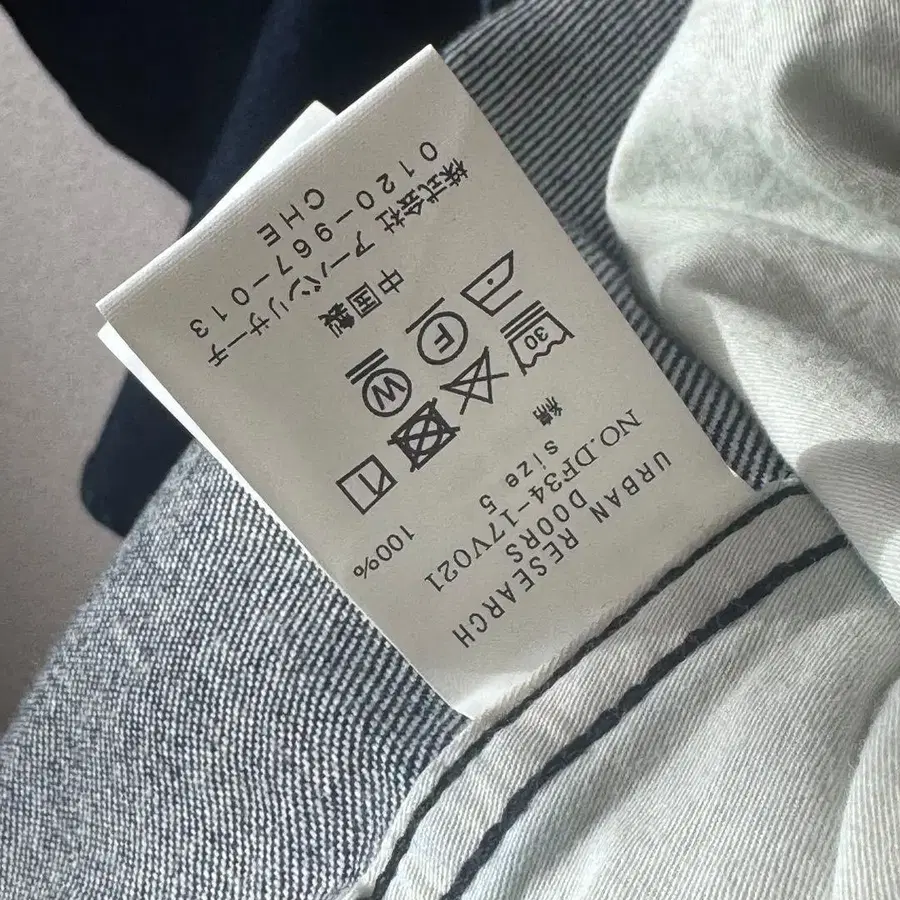 URBAN RESEARCH
DOORS
NO.DF34-17V021
size 5
綿 100%
30
F
W
中国製
株式会社 アーバンリサーチ
0120-967-013
CHE